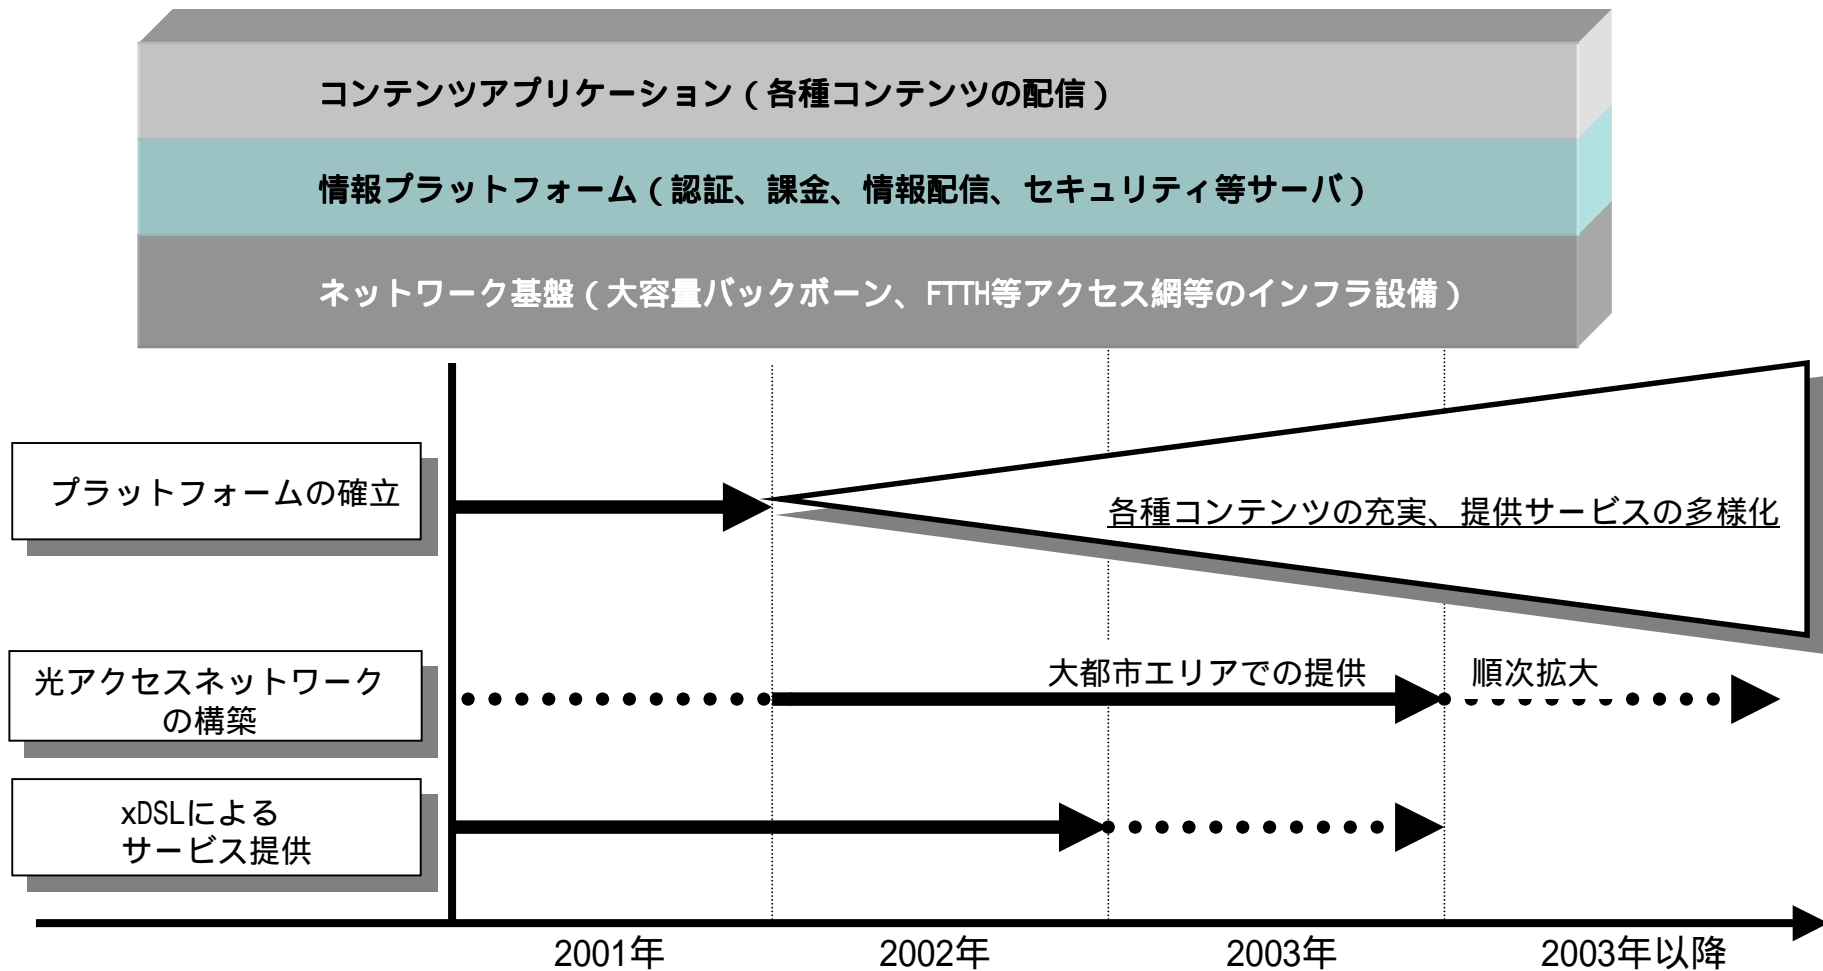 コンテンツアプリケーション（各種コンテンツの配信）
情報プラットフォーム（認証、課金、情報配信、セキュリティ等サーバ）
ネットワーク基盤（大容量バックボーン、FTTH等アクセス網等のインフラ設備）
プラットフォームの確立
各種コンテンツの充実、提供サービスの多様化
光アクセスネットワーク
の構築
大都市エリアでの提供
順次拡大
xDSLによる
サービス提供
2001年
2002年
2003年
2003年以降